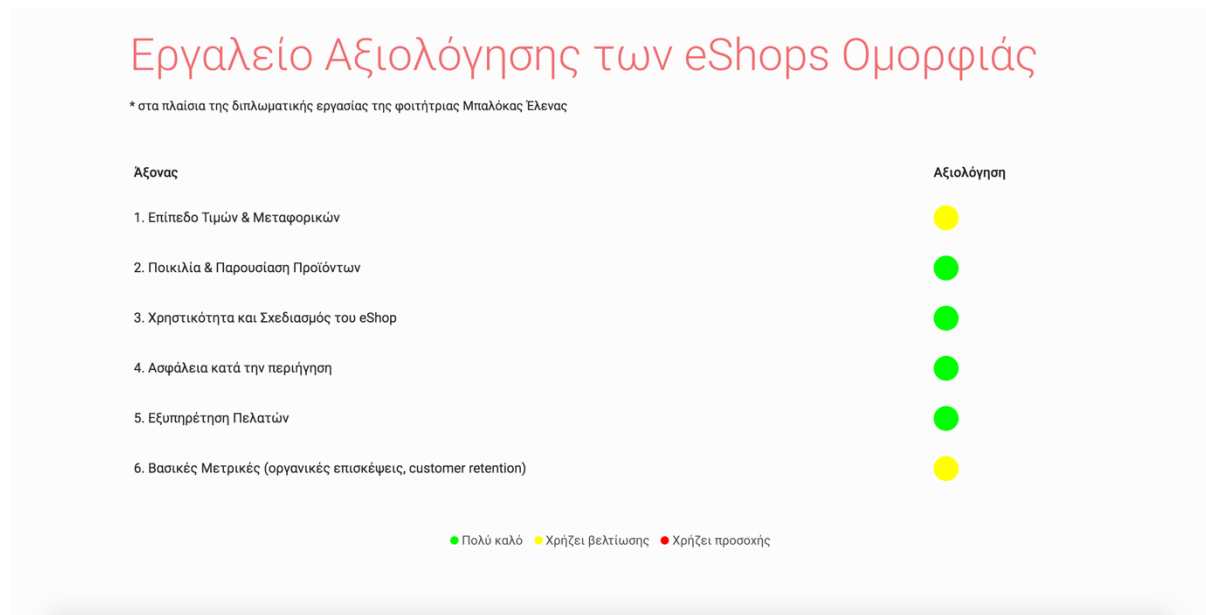 Εργαλείο Αξιολόγησης των eShops Ομορφιάς
* στα πλαίσια της διπλωματικής εργασίας της φοιτήτριας Μπαλόκας Έλενας
Άξονας Αξιολόγηση
1. Επίπεδο Τιμών & Μεταφορικών
2. Ποικιλία & Παρουσίαση Προϊόντων
3. Χρηστικότητα και Σχεδιασμός του eShop
4. Ασφάλεια κατά την περιήγηση
5. Εξυπηρέτηση Πελατών
6. Βασικές Μετρικές (οργανικές επισκέψεις, customer retention)
Πολύ καλό Χρήζει βελτίωσης Χρήζει προσοχής